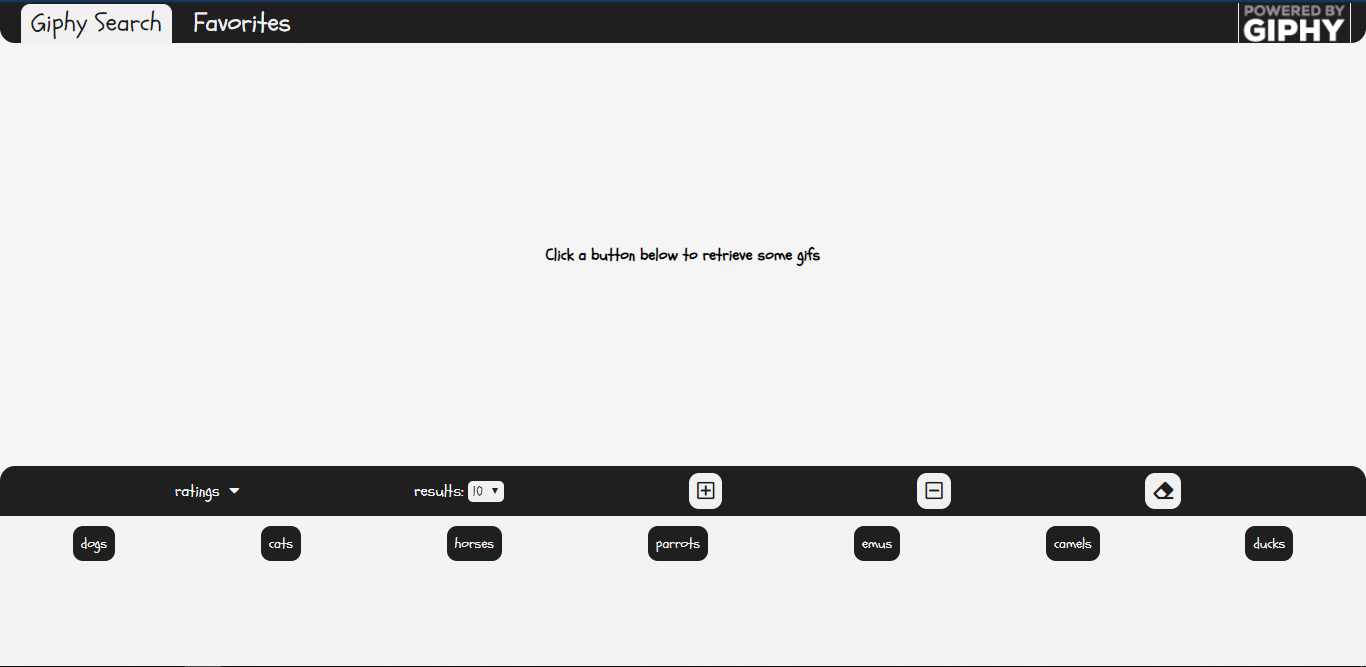 Giphy Search Favorites POWERED BY
GIPHY
Click a button below to retrieve some gifs
ratings results: 10
dogs cats horses parrots emus camels ducks